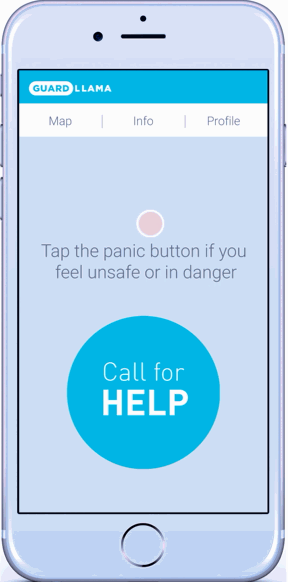 GUARD LLAMA
Map | Info | Profile
Tap the panic button if you
feel unsafe or in danger
Call for
HELP